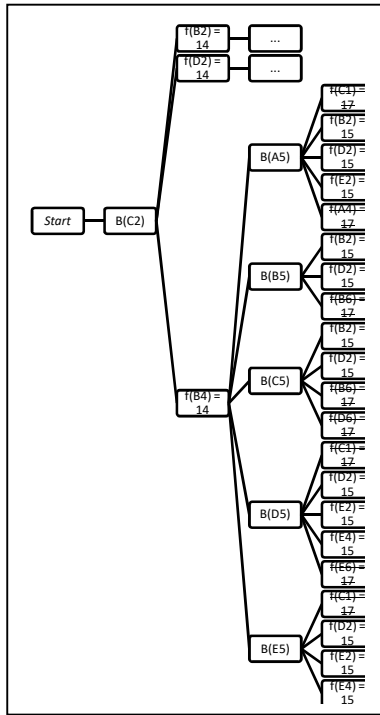 f(B2) =
14
...
f(D2) =
14
...
f(C1) =
17
f(B2) =
15
B(A5)
f(D2) =
15
f(E2) =
15
f(A4) =
17
Start
B(C2)
f(B2) =
15
B(B5)
f(D2) =
15
f(B6) =
17
f(B2) =
15
f(D2) =
15
B(C5)
f(B6) =
17
f(B4) =
14
f(D6) =
17
f(C1) =
17
f(D2) =
15
B(D5)
f(E2) =
15
f(E4) =
15
f(E6) =
17
f(C1) =
17
f(D2) =
15
B(E5)
f(E2) =
15
f(E4) =
15